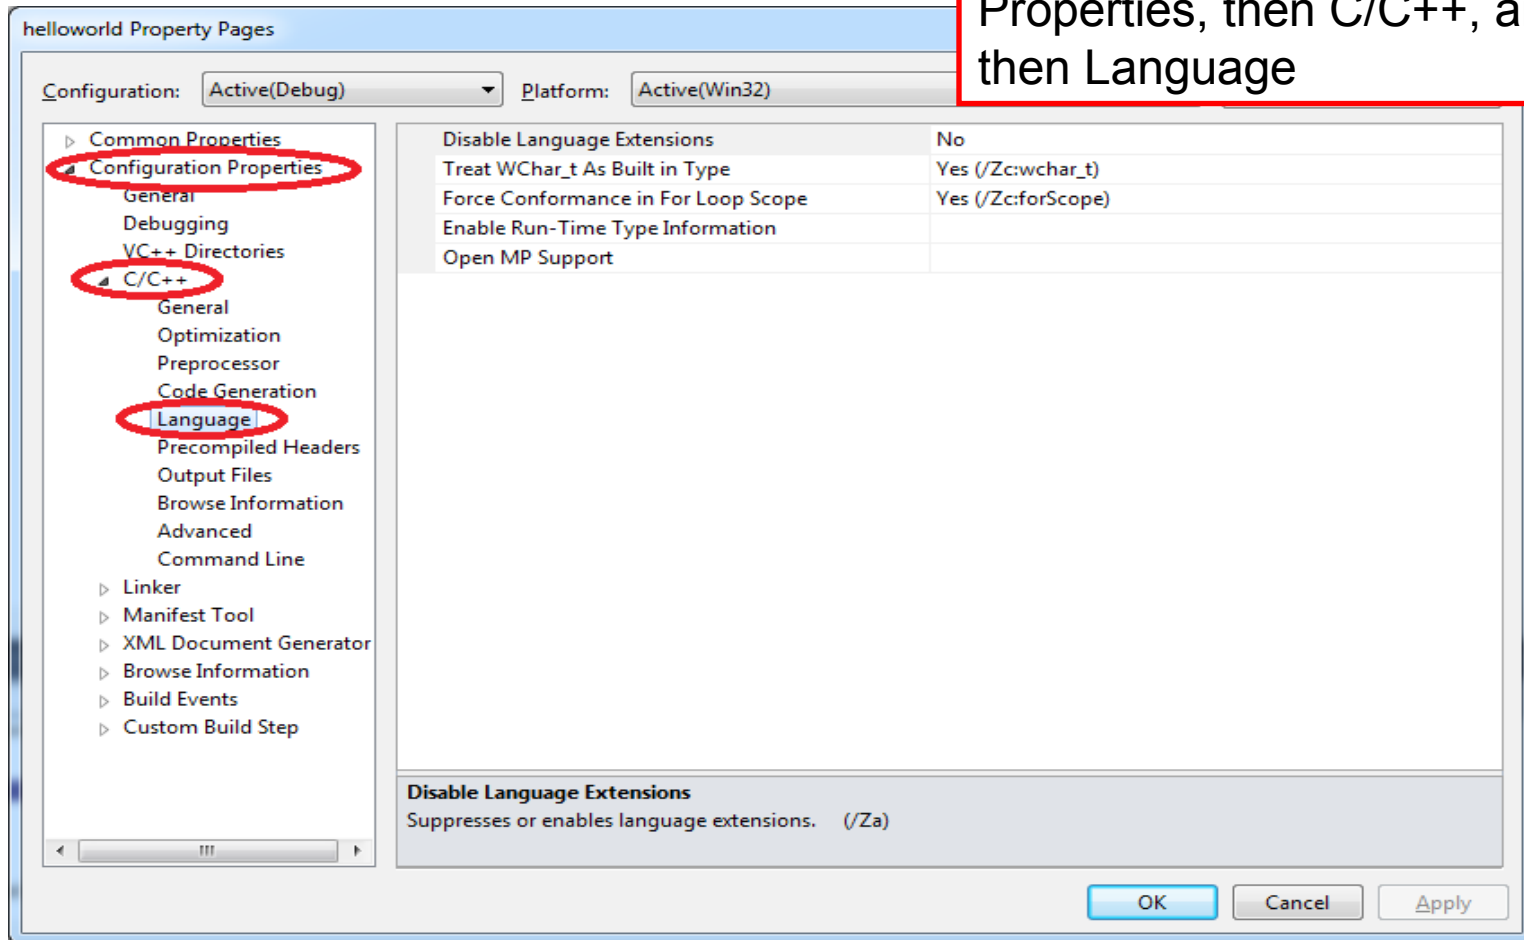 Properties, then C/C++, a
then Language
helloworld Property Pages
Configuration: Active(Debug) Platform: Active(Win32)
Common Properties
Configuration Properties
General
Debugging
VC++ Directories
C/C++
General
Optimization
Preprocessor
Code Generation
Language
Precompiled Headers
Output Files
Browse Information
Advanced
Command Line
Linker
Manifest Tool
XML Document Generator
Browse Information
Build Events
Custom Build Step
Disable Language Extensions No
Treat WChar_t As Built in Type Yes (/Zc:wchar_t)
Force Conformance in For Loop Scope Yes (/Zc:forScope)
Enable Run-Time Type Information
Open MP Support
Disable Language Extensions
Suppresses or enables language extensions. (/Za)
OK Cancel Apply